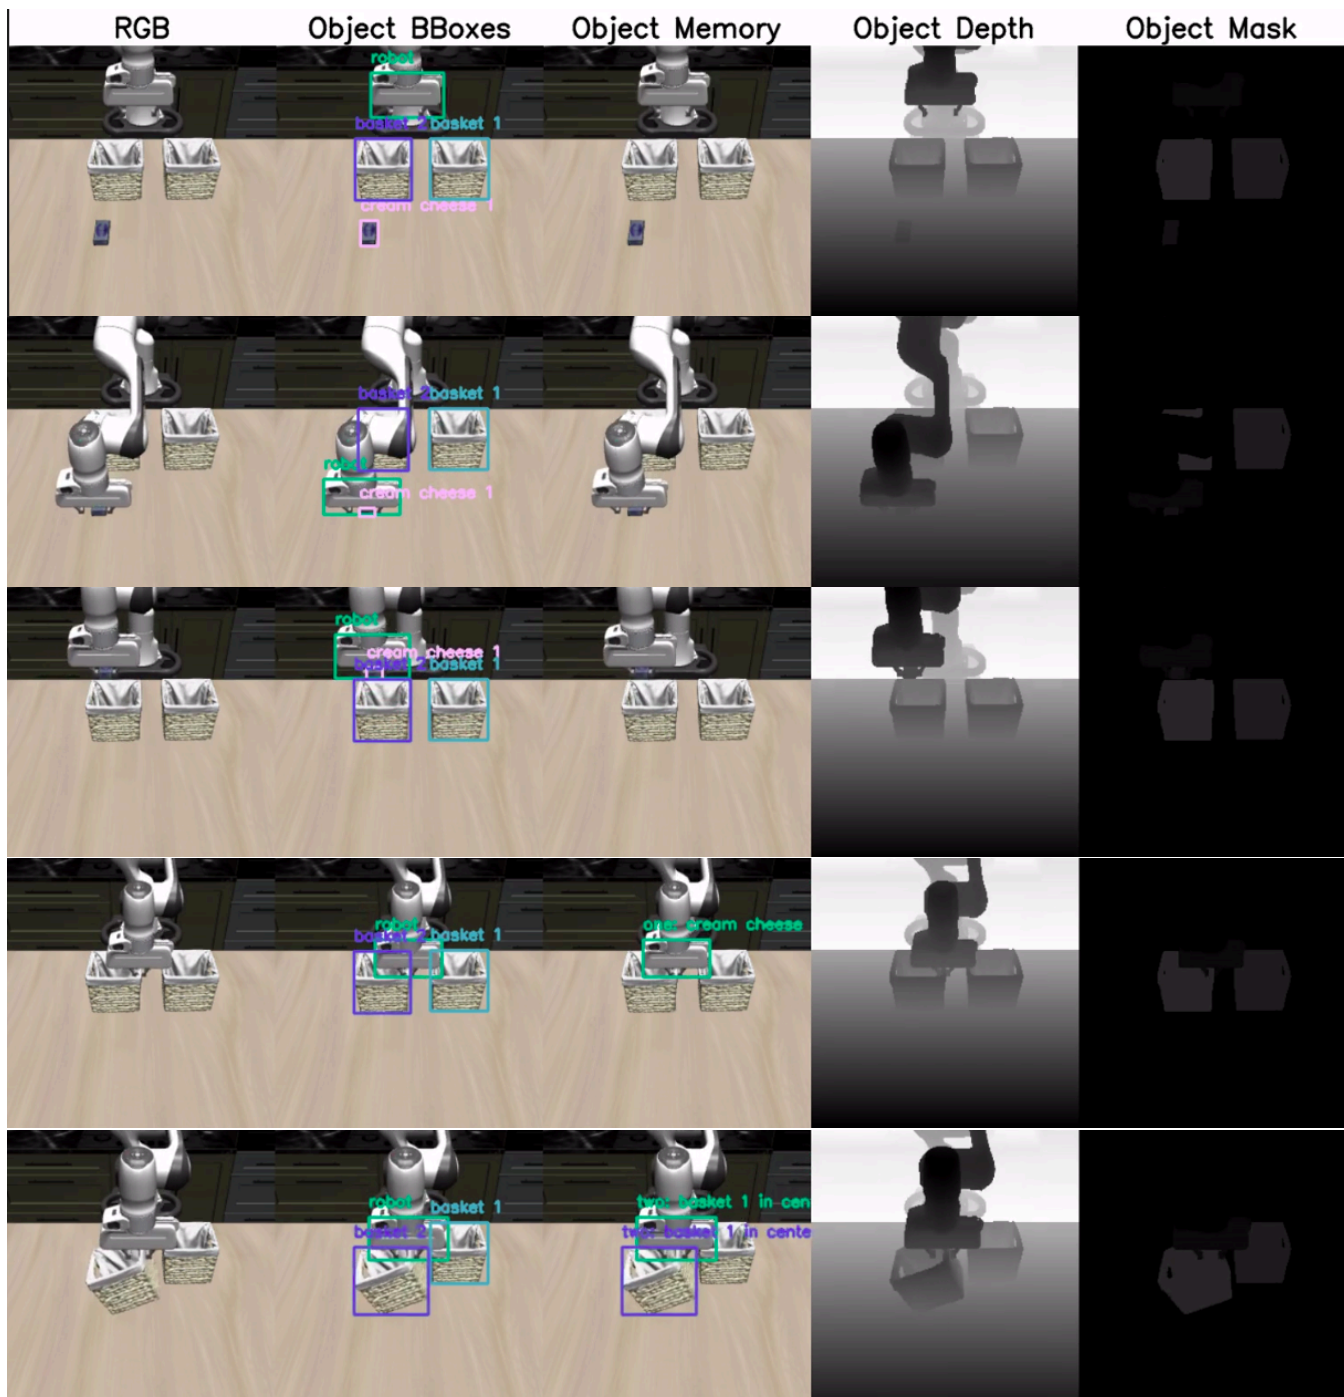 RGB Object BBoxes Object Memory Object Depth Object Mask
robot
basket 2 basket 1
cream cheese 1
basket 2 basket 1
robot
cream cheese 1
robot
cream cheese 1
basket 2 basket 1
one: cream cheese
robot
basket 2 basket 1
two: basket 1 in cen
robot
basket 1
basket 2
two: basket 1 in cente